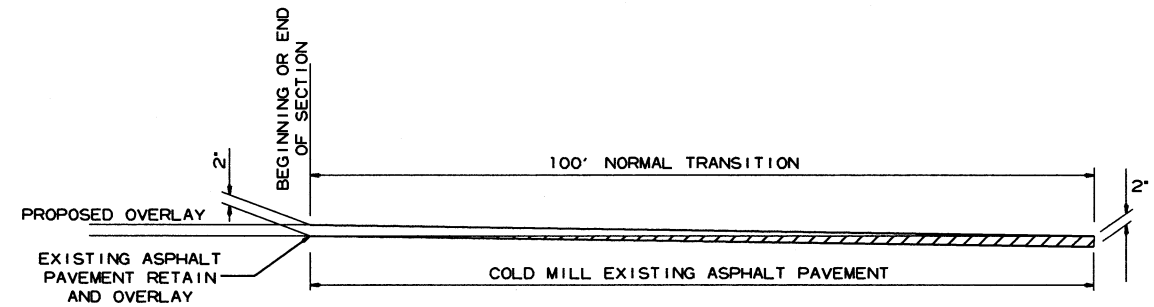 BEGINNING OR END
OF SECTION
2"
100' NORMAL TRANSITION
2"
PROPOSED OVERLAY
EXISTING ASPHALT
PAVEMENT RETAIN
AND OVERLAY
COLD MILL EXISTING ASPHALT PAVEMENT